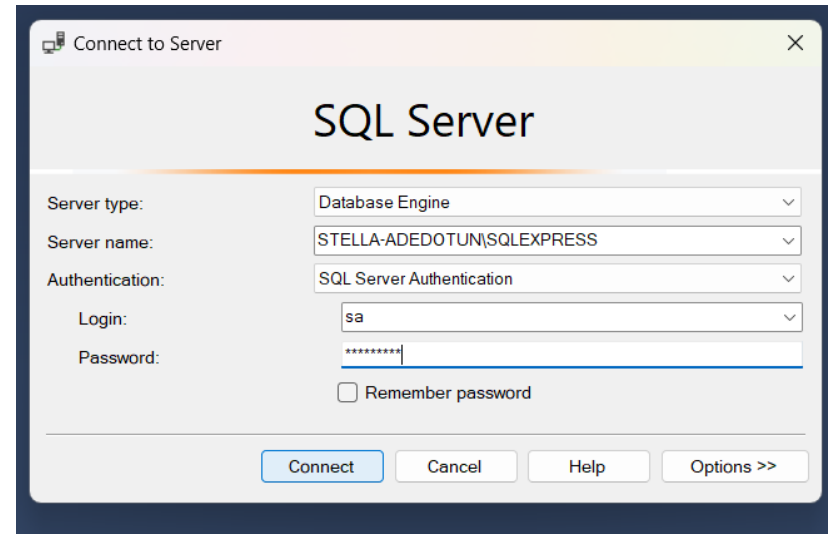 Connect to Server
SQL Server
Server type: Database Engine
Server name: STELLA-ADEDOTUN\SQLEXPRESS
Authentication: SQL Server Authentication
Login: sa
Password: *********
Remember password
Connect Cancel Help Options >>